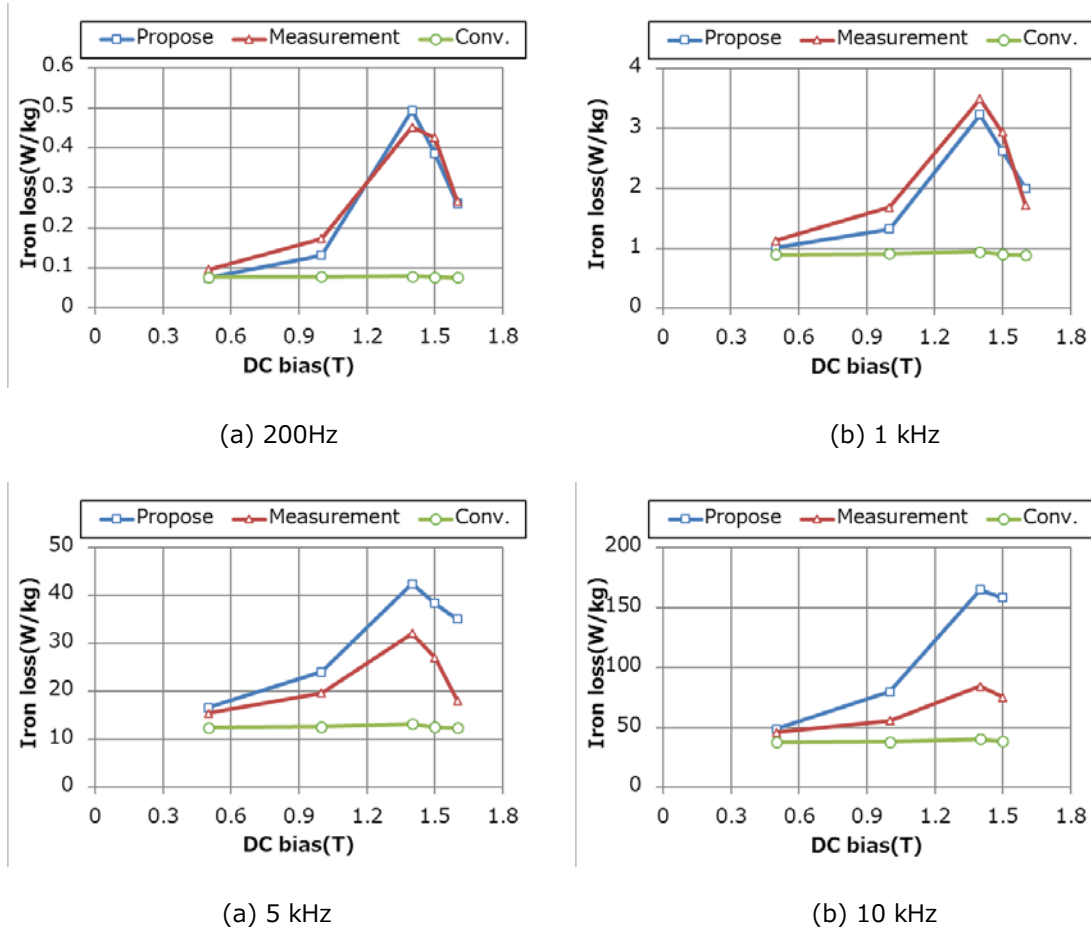 Propose Measurement Conv.
Iron loss(W/kg)
0.6
0.5
0.4
0.3
0.2
0.1
0
0 0.3 0.6 0.9 1.2 1.5 1.8
DC bias(T)
(a) 200Hz
Propose Measurement Conv.
Iron loss(W/kg)
4
3
2
1
0
0 0.3 0.6 0.9 1.2 1.5 1.8
DC bias(T)
(b) 1 kHz
Propose Measurement Conv.
Iron loss(W/kg)
50
40
30
20
10
0
0 0.3 0.6 0.9 1.2 1.5 1.8
DC bias(T)
(a) 5 kHz
Propose Measurement Conv.
Iron loss(W/kg)
200
150
100
50
0
0 0.3 0.6 0.9 1.2 1.5 1.8
DC bias(T)
(b) 10 kHz